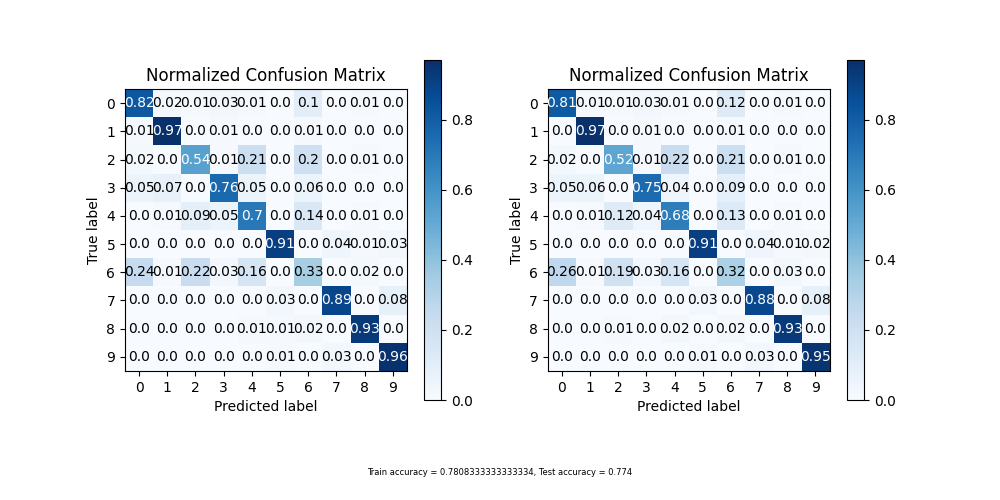 Normalized Confusion Matrix
0 0.82 0.02 0.01 0.03 0.01 0.0 0.1 0.0 0.01 0.0
1 0.01 0.97 0.0 0.01 0.0 0.0 0.01 0.0 0.0 0.0
2 0.02 0.0 0.54 0.01 0.21 0.0 0.2 0.0 0.01 0.0
3 0.05 0.07 0.0 0.76 0.05 0.0 0.06 0.0 0.0 0.0
4 0.0 0.01 0.09 0.05 0.7 0.0 0.14 0.0 0.01 0.0
5 0.0 0.0 0.0 0.0 0.0 0.91 0.0 0.04 0.01 0.03
6 0.24 0.01 0.22 0.03 0.16 0.0 0.33 0.0 0.02 0.0
7 0.0 0.0 0.0 0.0 0.0 0.03 0.0 0.89 0.0 0.08
8 0.0 0.0 0.0 0.0 0.01 0.01 0.02 0.0 0.93 0.0
9 0.0 0.0 0.0 0.0 0.0 0.01 0.0 0.03 0.0 0.96
0 1 2 3 4 5 6 7 8 9
True label
Predicted label
0.8
0.6
0.4
0.2
0.0
Normalized Confusion Matrix
0 0.81 0.01 0.01 0.03 0.01 0.0 0.12 0.0 0.01 0.0
1 0.0 0.97 0.0 0.01 0.0 0.0 0.01 0.0 0.0 0.0
2 0.02 0.0 0.52 0.01 0.22 0.0 0.21 0.0 0.01 0.0
3 0.05 0.06 0.0 0.75 0.04 0.0 0.09 0.0 0.0 0.0
4 0.0 0.01 0.12 0.04 0.68 0.0 0.13 0.0 0.01 0.0
5 0.0 0.0 0.0 0.0 0.0 0.91 0.0 0.04 0.01 0.02
6 0.26 0.01 0.19 0.03 0.16 0.0 0.32 0.0 0.03 0.0
7 0.0 0.0 0.0 0.0 0.0 0.03 0.0 0.88 0.0 0.08
8 0.0 0.0 0.01 0.0 0.02 0.0 0.02 0.0 0.93 0.0
9 0.0 0.0 0.0 0.0 0.0 0.01 0.0 0.03 0.0 0.95
0 1 2 3 4 5 6 7 8 9
True label
Predicted label
0.8
0.6
0.4
0.2
0.0
Train accuracy = 0.7808333333333334, Test accuracy = 0.774